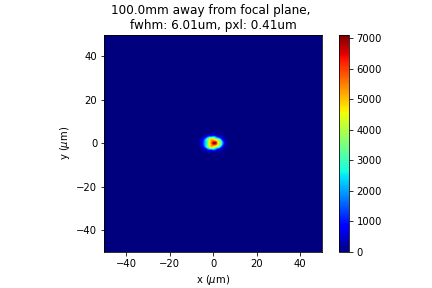 100.0mm away from focal plane,
fwhm: 6.01um, pxl: 0.41um
40
20
0
−20
−40
y (μm)
−40 −20 0 20 40
x (μm)
7000
6000
5000
4000
3000
2000
1000
0